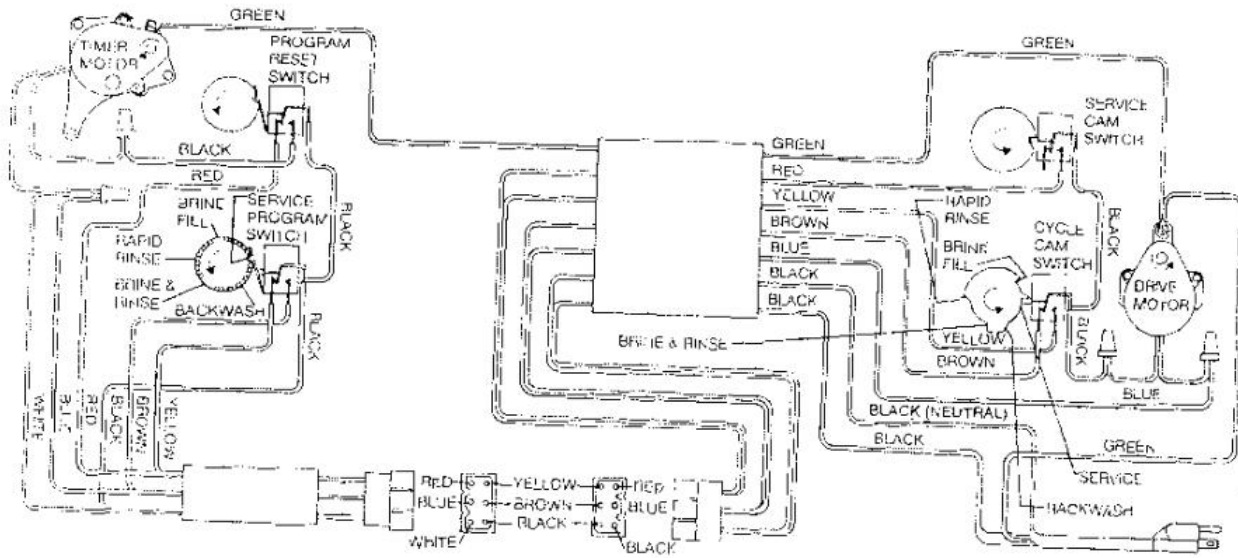 GREEN
TIMER
MOTOR
PROGRAM
RESET
SWITCH
BLACK
RED
BRINE
FILL
SERVICE
PROGRAM
SWITCH
BLACK
RAPID
RINSE
BRINE &
RINSE
BACKWASH
BLACK
WHITE
BLUE
RED
BLACK
BROWN
YELLOW
RED
BLUE
WHITE
YELLOW
BROWN
BLACK
RED
BLUE
BLACK
GREEN
SERVICE
CAM
SWITCH
GREEN
RED
YELLOW
BROWN
BLUE
BLACK
BLACK
RAPID
RINSE
BRINE
FILL
CYCLE
CAM
SWITCH
BLACK
DRIVE
MOTOR
BRINE & RINSE
YELLOW
BROWN
BLACK
BLUE
BLACK (NEUTRAL)
BLACK
GREEN
SERVICE
BACKWASH